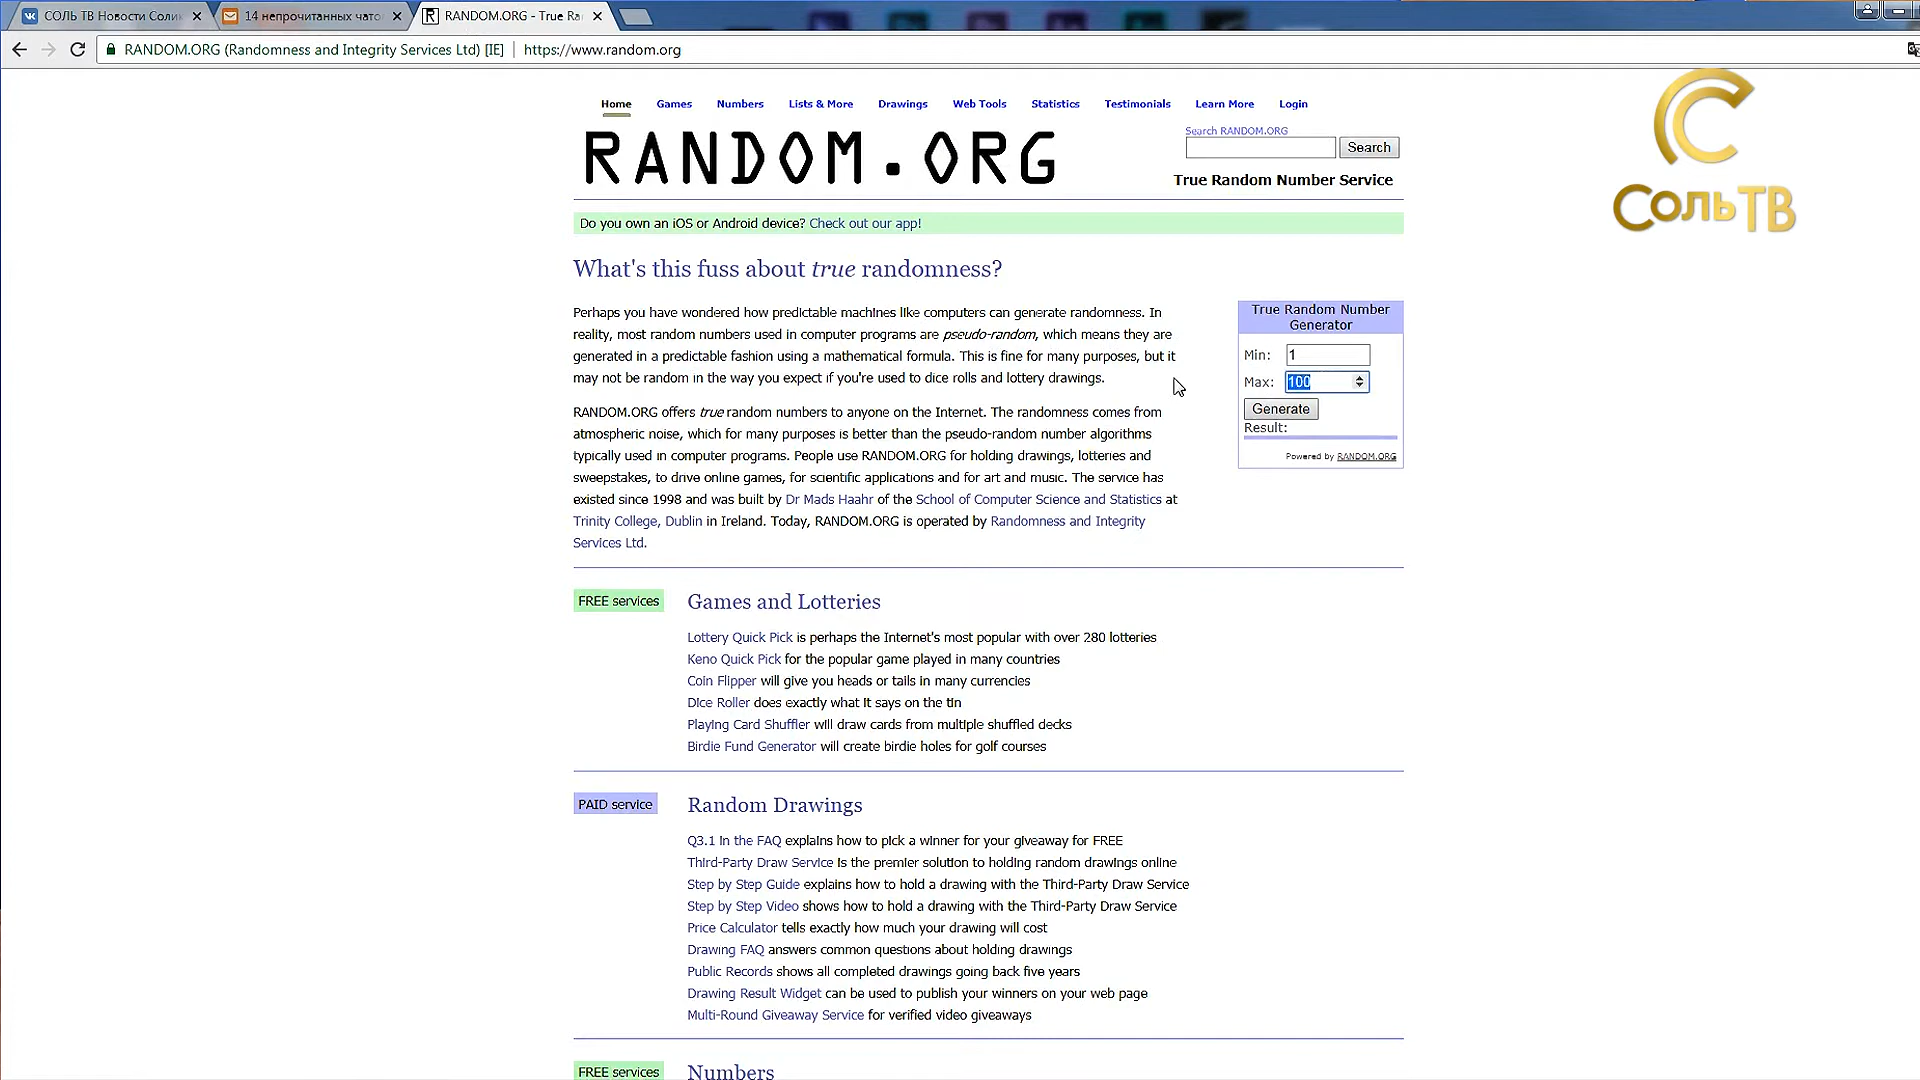 СОЛЬ ТВ Новости Солик
14 непрочитанных чато
RANDOM.ORG - True Ra
RANDOM.ORG (Randomness and Integrity Services Ltd) [IE] | https://www.random.org
Home Games Numbers Lists & More Drawings Web Tools Statistics Testimonials Learn More Login
RANDOM.ORG
Search RANDOM.ORG
Search
True Random Number Service
СольТВ
Do you own an iOS or Android device? Check out our app!
What's this fuss about true randomness?
Perhaps you have wondered how predictable machines like computers can generate randomness. In
reality, most random numbers used in computer programs are pseudo-random, which means they are
generated in a predictable fashion using a mathematical formula. This is fine for many purposes, but it
may not be random in the way you expect if you're used to dice rolls and lottery drawings.
RANDOM.ORG offers true random numbers to anyone on the Internet. The randomness comes from
atmospheric noise, which for many purposes is better than the pseudo-random number algorithms
typically used in computer programs. People use RANDOM.ORG for holding drawings, lotteries and
sweepstakes, to drive online games, for scientific applications and for art and music. The service has
existed since 1998 and was built by Dr Mads Haahr of the School of Computer Science and Statistics at
Trinity College, Dublin in Ireland. Today, RANDOM.ORG is operated by Randomness and Integrity
Services Ltd.
True Random Number
Generator
Min: 1
Max: 100
Generate
Result:
Powered by RANDOM.ORG
FREE services
Games and Lotteries
Lottery Quick Pick is perhaps the Internet's most popular with over 280 lotteries
Keno Quick Pick for the popular game played in many countries
Coin Flipper will give you heads or tails in many currencies
Dice Roller does exactly what it says on the tin
Playing Card Shuffler will draw cards from multiple shuffled decks
Birdie Fund Generator will create birdie holes for golf courses
PAID service
Random Drawings
Q3.1 in the FAQ explains how to pick a winner for your giveaway for FREE
Third-Party Draw Service is the premier solution to holding random drawings online
Step by Step Guide explains how to hold a drawing with the Third-Party Draw Service
Step by Step Video shows how to hold a drawing with the Third-Party Draw Service
Price Calculator tells exactly how much your drawing will cost
Drawing FAQ answers common questions about holding drawings
Public Records shows all completed drawings going back five years
Drawing Result Widget can be used to publish your winners on your web page
Multi-Round Giveaway Service for verified video giveaways
FREE services
Numbers